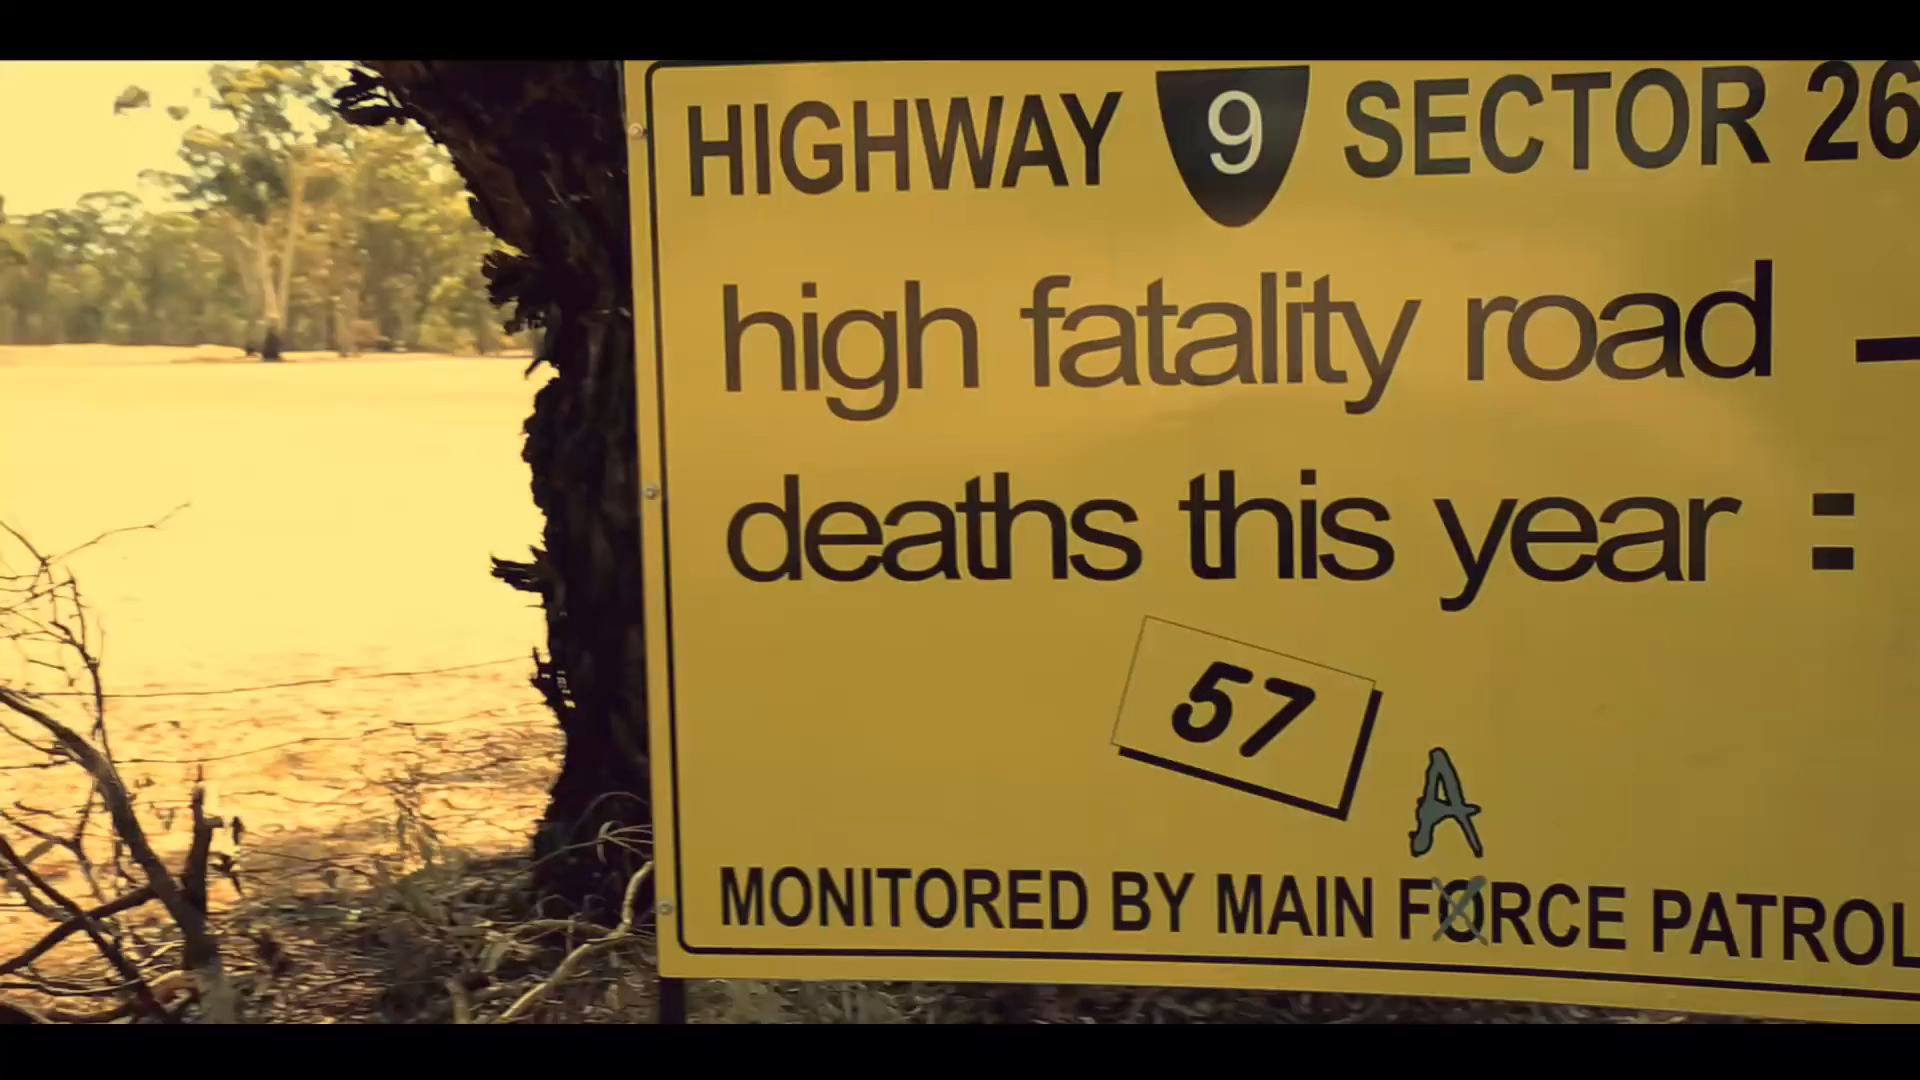 HIGHWAY 9 SECTOR 26
high fatality road —
deaths this year :
57
A
MONITORED BY MAIN FORCE PATROL